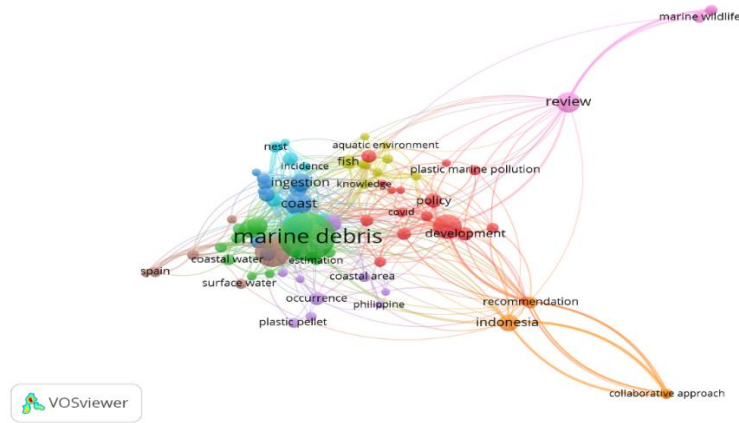 marine wildlife
review
nest
aquatic environment
incidence
fish
plastic marine pollution
ingestion
knowledge
coast
policy
covid
marine debris
development
coastal water
estimation
spain
coastal area
surface water
occurrence
philippine
recommendation
plastic pellet
indonesia
collaborative approach
VOSviewer